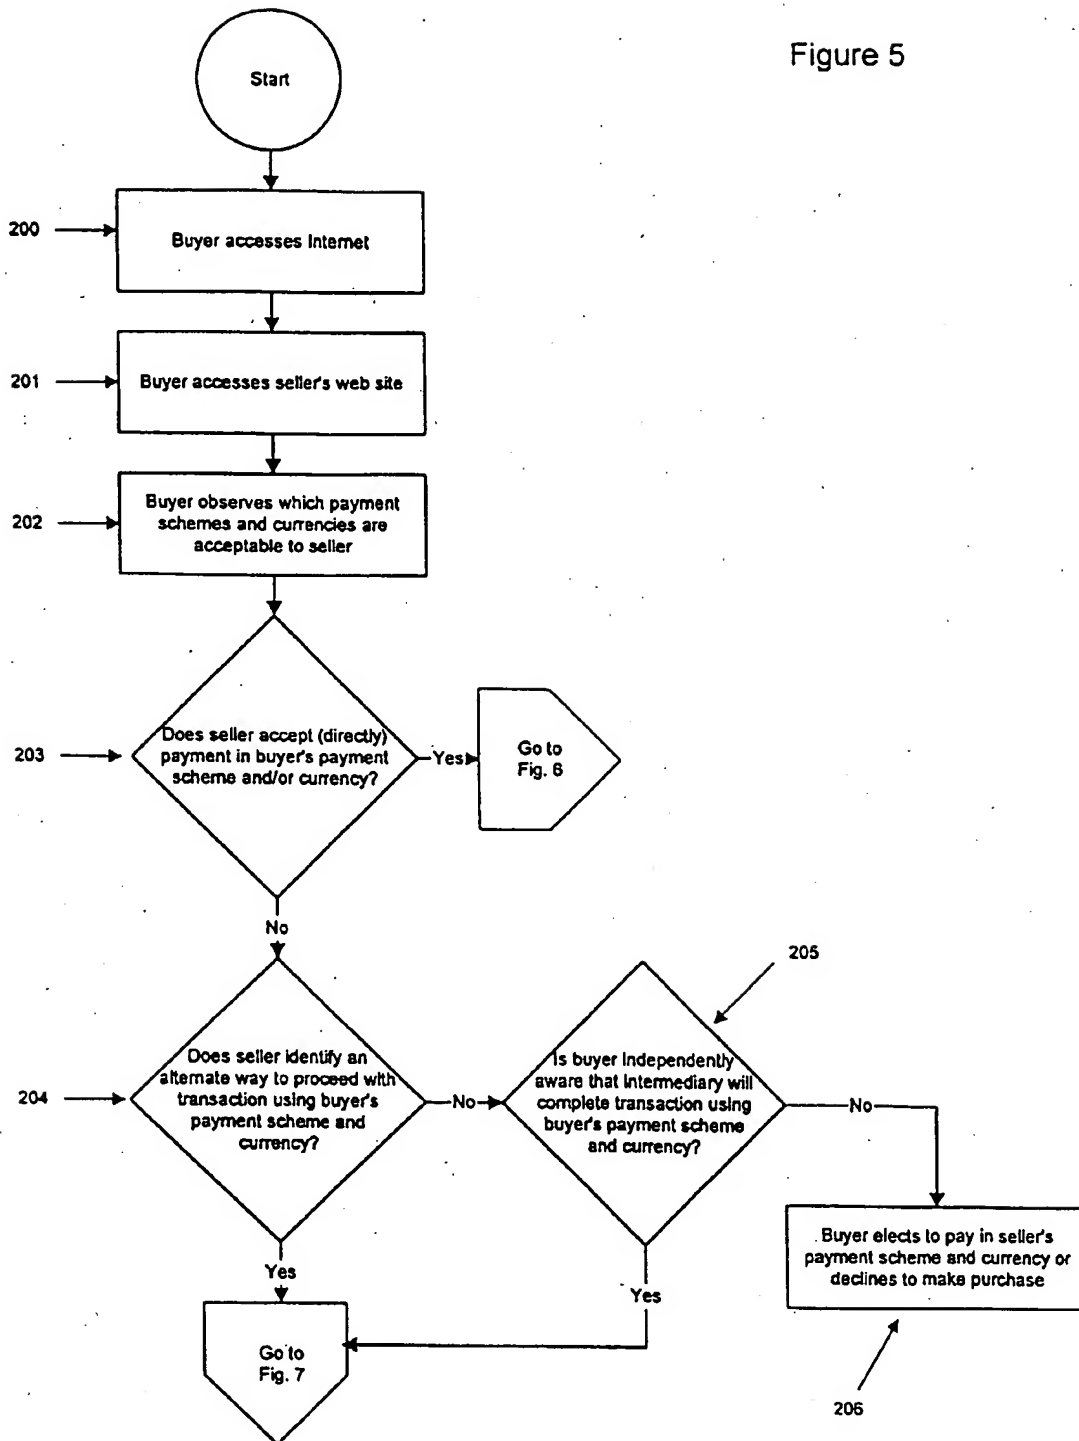 Figure 5
Start
200
Buyer accesses Internet
201
Buyer accesses seller's web site
202
Buyer observes which payment
schemes and currencies are
acceptable to seller
203
Does seller accept (directly)
payment in buyer's payment
scheme and/or currency?
Yes
Go to
Fig. 6
No
204
Does seller identify an
alternate way to proceed with
transaction using buyer's
payment scheme and
currency?
No
205
Is buyer independently
aware that intermediary will
complete transaction using
buyer's payment scheme
and currency?
No
Buyer elects to pay in seller's
payment scheme and currency or
declines to make purchase
206
Yes
Yes
Go to
Fig. 7